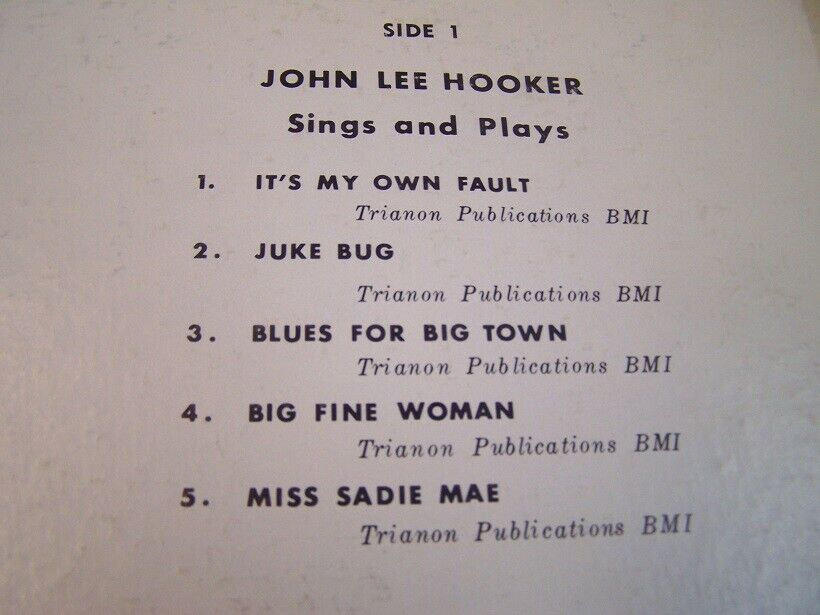 SIDE 1
JOHN LEE HOOKER
Sings and Plays
1. IT'S MY OWN FAULT
Trianon Publications BMI
2. JUKE BUG
Trianon Publications BMI
3. BLUES FOR BIG TOWN
Trianon Publications BMI
4. BIG FINE WOMAN
Trianon Publications BMI
5. MISS SADIE MAE
Trianon Publications BMI